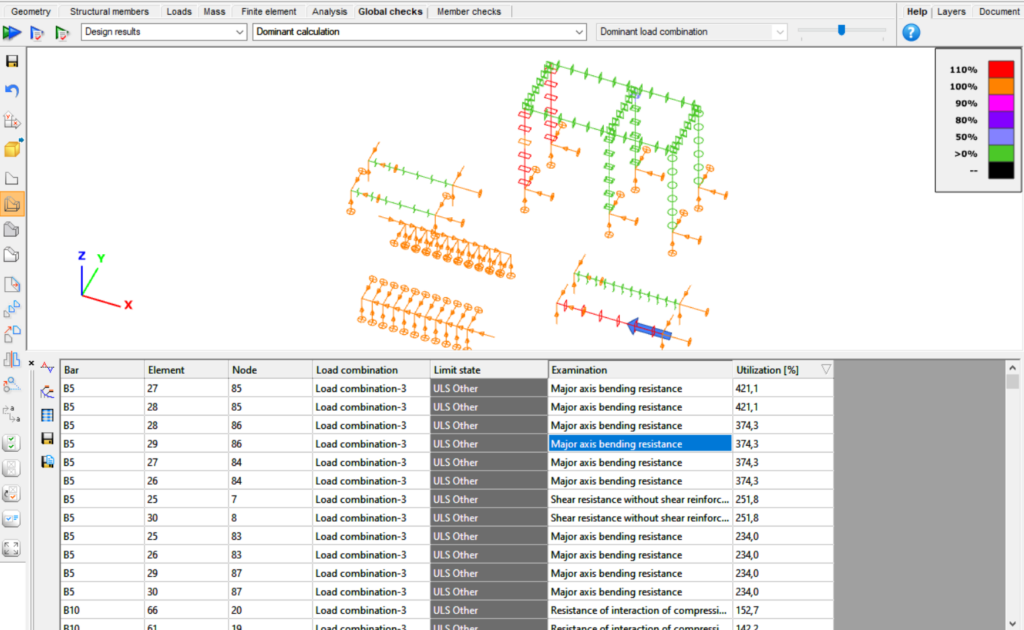 Geometry Structural members Loads Mass Finite element Analysis Global checks Member checks Help Layers Document
Design results Dominant calculation Dominant load combination ?
110%
100%
90%
80%
50%
>0%
--
Z
Y
X
Bar Element Node Load combination Limit state Examination Utilization [%]
B5 27 85 Load combination-3 ULS Other Major axis bending resistance 421,1
B5 28 85 Load combination-3 ULS Other Major axis bending resistance 421,1
B5 28 86 Load combination-3 ULS Other Major axis bending resistance 374,3
B5 29 86 Load combination-3 ULS Other Major axis bending resistance 374,3
B5 27 84 Load combination-3 ULS Other Major axis bending resistance 374,3
B5 26 84 Load combination-3 ULS Other Major axis bending resistance 374,3
B5 25 7 Load combination-3 ULS Other Shear resistance without shear reinforc... 251,8
B5 30 8 Load combination-3 ULS Other Shear resistance without shear reinforc... 251,8
B5 25 83 Load combination-3 ULS Other Major axis bending resistance 234,0
B5 26 83 Load combination-3 ULS Other Major axis bending resistance 234,0
B5 29 87 Load combination-3 ULS Other Major axis bending resistance 234,0
B5 30 87 Load combination-3 ULS Other Major axis bending resistance 234,0
B10 66 20 Load combination-3 ULS Other Resistance of interaction of compressi... 152,7
B10 61 19 Load combination-3 ULS Other Resistance of interaction of compressi... 142,2